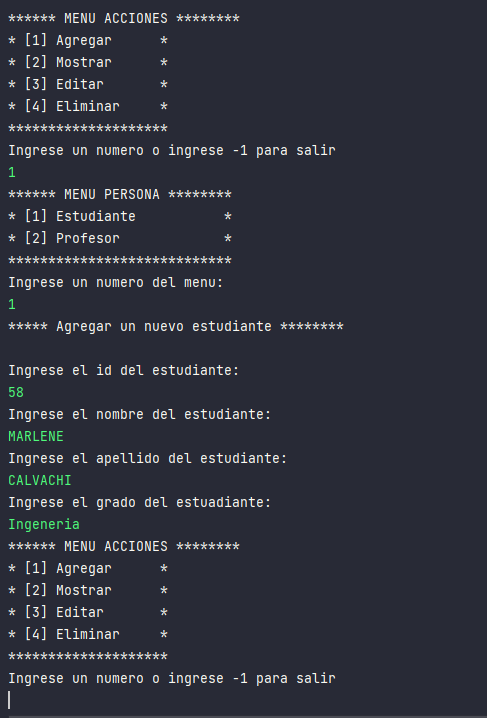 ****** MENU ACCIONES ********
* [1] Agregar      *
* [2] Mostrar      *
* [3] Editar       *
* [4] Eliminar     *
********************
Ingrese un numero o ingrese -1 para salir
1
****** MENU PERSONA ********
* [1] Estudiante           *
* [2] Profesor             *
****************************
Ingrese un numero del menu:
1
***** Agregar un nuevo estudiante ********

Ingrese el id del estudiante:
58
Ingrese el nombre del estudiante:
MARLENE
Ingrese el apellido del estudiante:
CALVACHI
Ingrese el grado del estuadiante:
Ingeneria
****** MENU ACCIONES ********
* [1] Agregar      *
* [2] Mostrar      *
* [3] Editar       *
* [4] Eliminar     *
********************
Ingrese un numero o ingrese -1 para salir